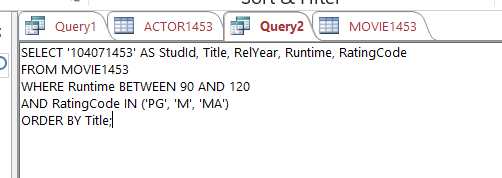 Sort & Filter
Query1
ACTOR1453
Query2
MOVIE1453
SELECT '104071453' AS StudId, Title, RelYear, Runtime, RatingCode
FROM MOVIE1453
WHERE Runtime BETWEEN 90 AND 120
AND RatingCode IN ('PG', 'M', 'MA')
ORDER BY Title;